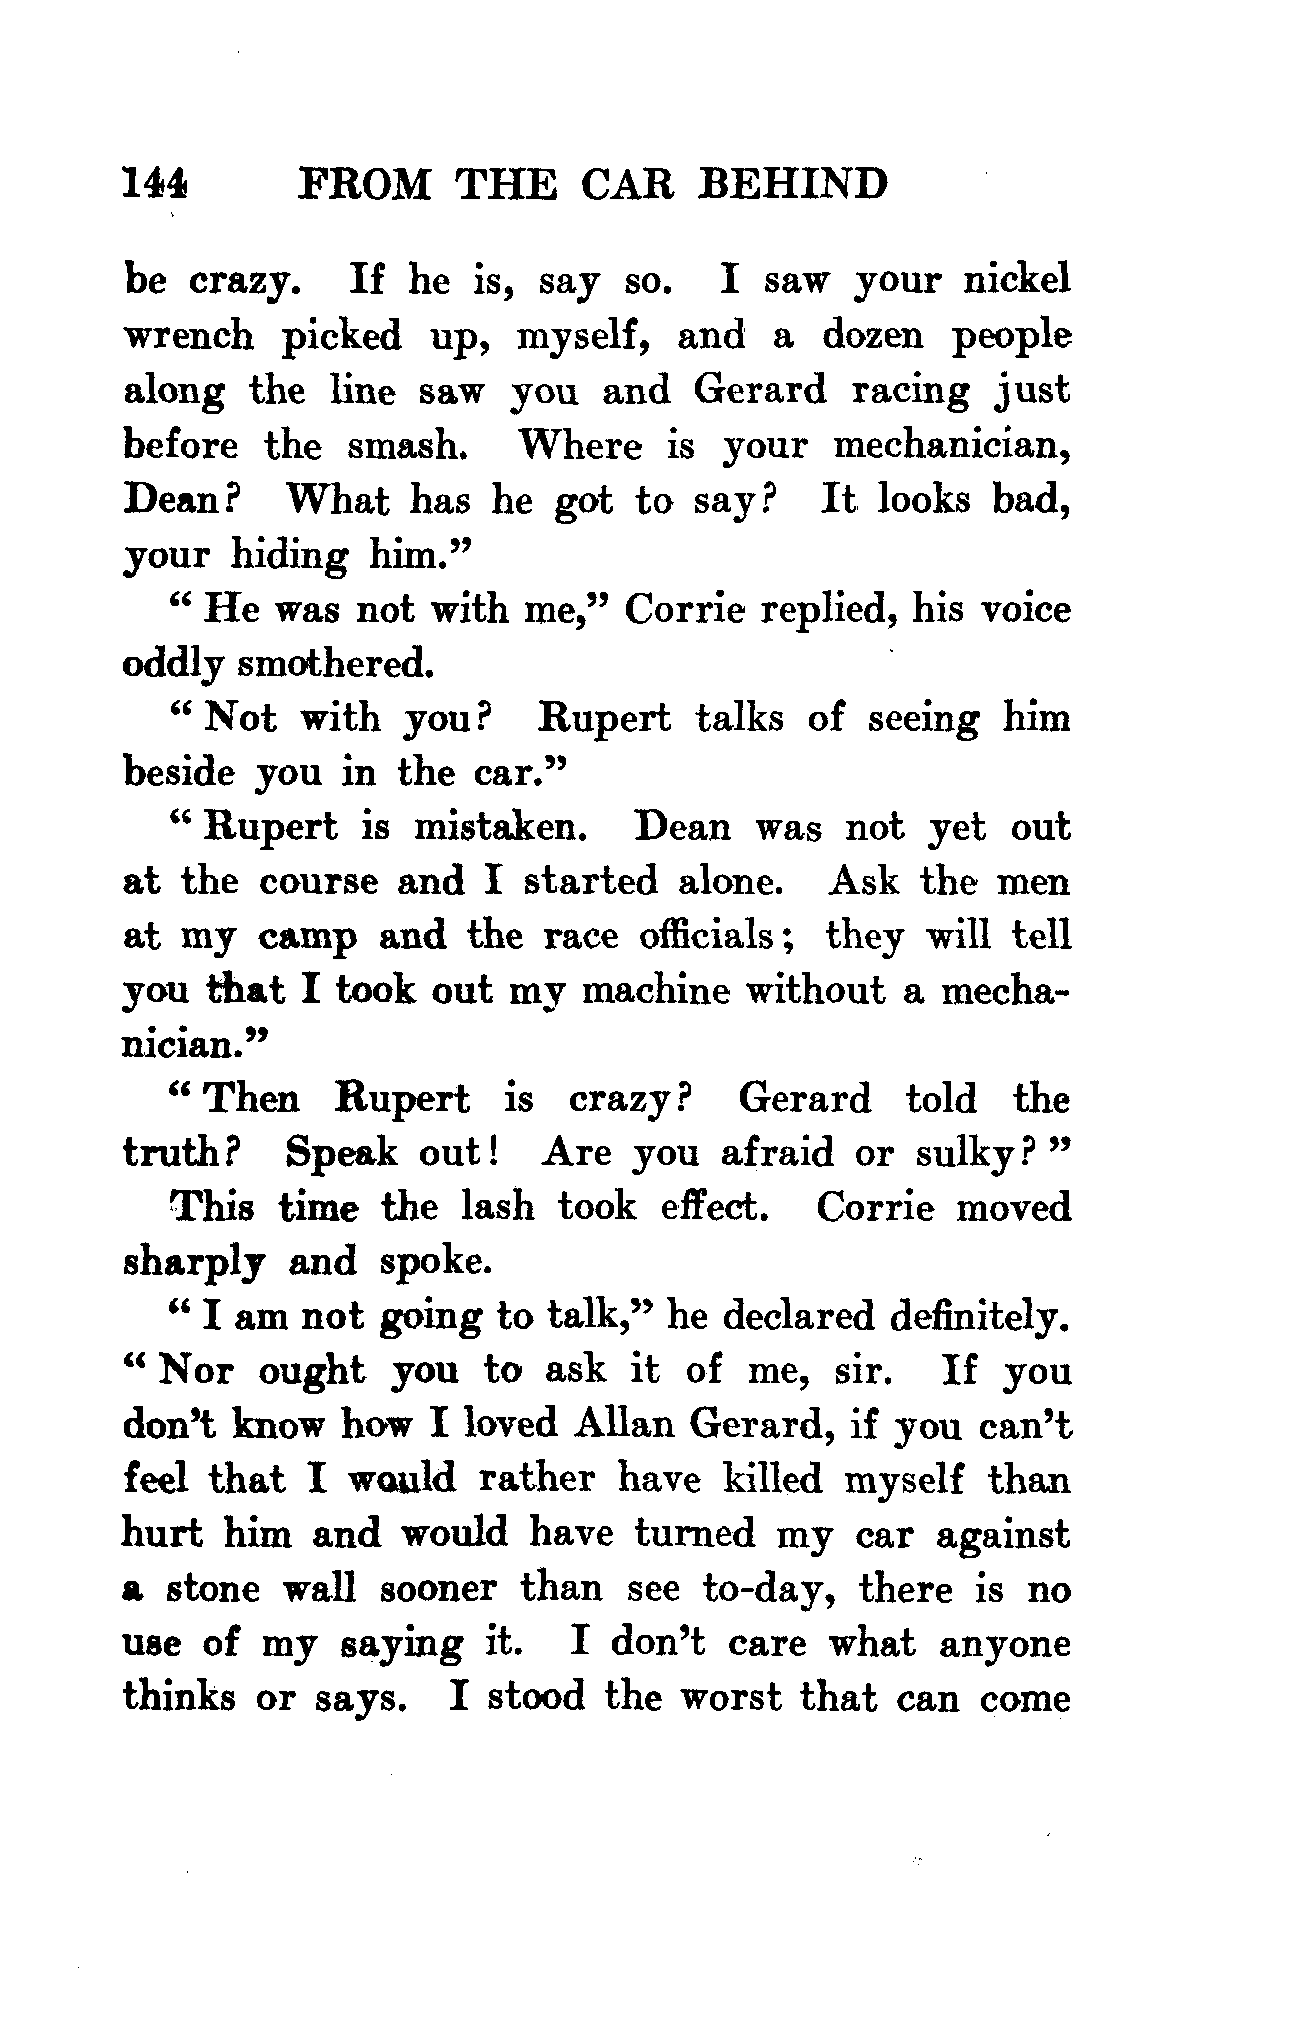 144 FROM THE CAR BEHIND
be crazy. If he is, say so. I saw your nickel
wrench picked up, myself, and a dozen people
along the line saw you and Gerard racing just
before the smash. Where is your mechanician,
Dean? What has he got to say? It looks bad,
your hiding him."
" He was not with me," Corrie replied, his voice
oddly smothered.
" Not with you? Rupert talks of seeing him
beside you in the car."
" Rupert is mistaken. Dean was not yet out
at the course and I started alone. Ask the men
at my camp and the race officials; they will tell
you that I took out my machine without a mecha-
nician."
" Then Rupert is crazy? Gerard told the
truth? Speak out! Are you afraid or sulky? "
This time the lash took effect. Corrie moved
sharply and spoke.
" I am not going to talk," he declared definitely.
" Nor ought you to ask it of me, sir. If you
don't know how I loved Allan Gerard, if you can't
feel that I would rather have killed myself than
hurt him and would have turned my car against
a stone wall sooner than see to-day, there is no
use of my saying it. I don't care what anyone
thinks or says. I stood the worst that can come